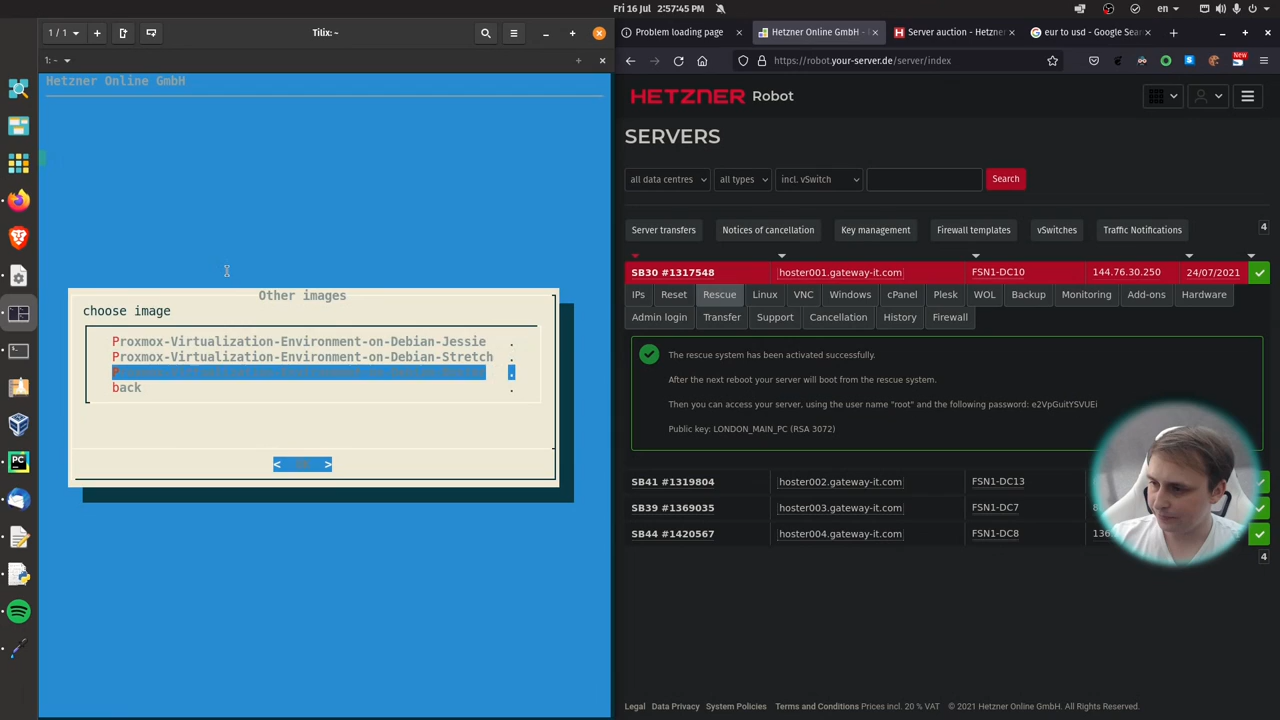 Fri 16 Jul 2:57:45 PM
en
1 / 1
Tilix: ~
1: ~
Hetzner Online GmbH
Other images
choose image
Proxmox-Virtualization-Environment-on-Debian-Jessie .
Proxmox-Virtualization-Environment-on-Debian-Stretch .
back .
< >
Problem loading page
Hetzner Online GmbH -
Server auction - Hetzner
eur to usd - Google Sear
https://robot.your-server.de/server/index
New
HETZNER Robot
SERVERS
all data centres
all types
incl. vSwitch
Search
Server transfers
Notices of cancellation
Key management
Firewall templates
vSwitches
Traffic Notifications
4
SB30 #1317548 hoster001.gateway-it.com FSN1-DC10 144.76.30.250 24/07/2021
IPs Reset Rescue Linux VNC Windows cPanel Plesk WOL Backup Monitoring Add-ons Hardware
Admin login Transfer Support Cancellation History Firewall
The rescue system has been activated successfully.
After the next reboot your server will boot from the rescue system.
Then you can access your server, using the user name "root" and the following password: e2VpGuitYSVUEi
Public key: LONDON_MAIN_PC (RSA 3072)
SB41 #1319804 hoster002.gateway-it.com FSN1-DC13
SB39 #1369035 hoster003.gateway-it.com FSN1-DC7
SB44 #1420567 hoster004.gateway-it.com FSN1-DC8
4
Legal Data Privacy System Policies Terms and Conditions Prices incl. 20 % VAT © 2021 Hetzner Online GmbH. All Rights Reserved.